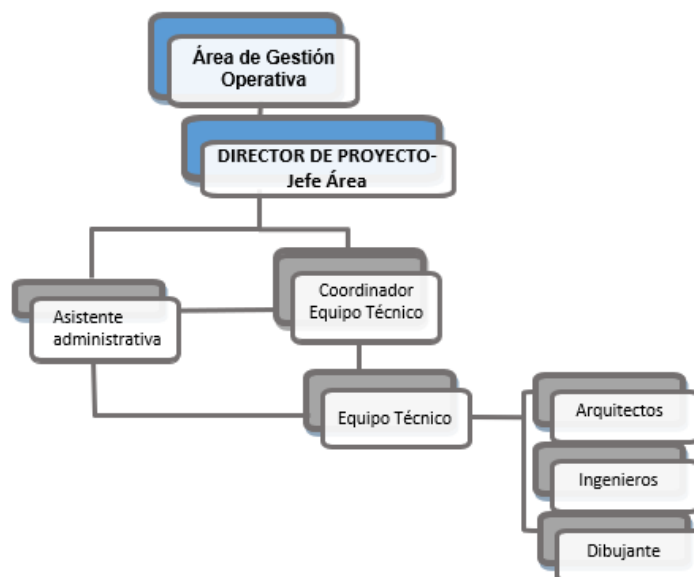 Área de Gestión
Operativa
DIRECTOR DE PROYECTO-
Jefe Área
Asistente
administrativa
Coordinador
Equipo Técnico
Equipo Técnico
Arquitectos
Ingenieros
Dibujante